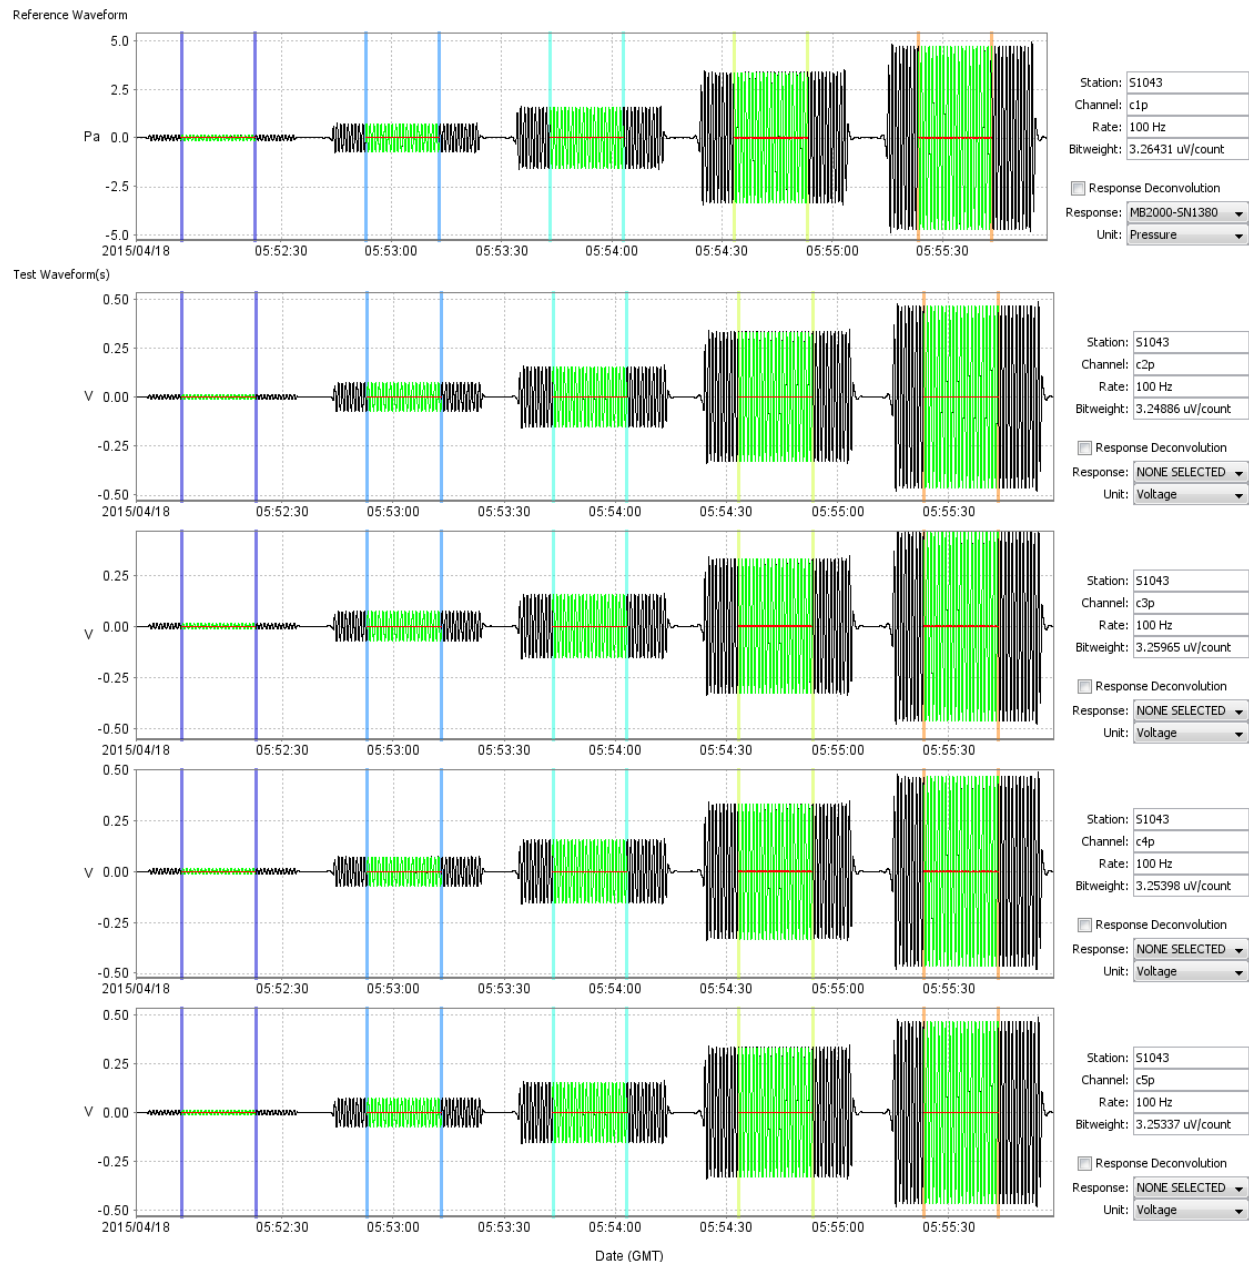 Reference Waveform
5.0
2.5
Pa 0.0
-2.5
-5.0
2015/04/18 05:52:30 05:53:00 05:53:30 05:54:00 05:54:30 05:55:00 05:55:30
Station: S1043
Channel: c1p
Rate: 100 Hz
Bitweight: 3.26431 uV/count
Response Deconvolution
Response: MB2000-SN1380
Unit: Pressure
Test Waveform(s)
0.50
0.25
V 0.00
-0.25
-0.50
2015/04/18 05:52:30 05:53:00 05:53:30 05:54:00 05:54:30 05:55:00 05:55:30
Station: S1043
Channel: c2p
Rate: 100 Hz
Bitweight: 3.24886 uV/count
Response Deconvolution
Response: NONE SELECTED
Unit: Voltage
0.25
V 0.00
-0.25
-0.50
2015/04/18 05:52:30 05:53:00 05:53:30 05:54:00 05:54:30 05:55:00 05:55:30
Station: S1043
Channel: c3p
Rate: 100 Hz
Bitweight: 3.25965 uV/count
Response Deconvolution
Response: NONE SELECTED
Unit: Voltage
0.50
0.25
V 0.00
-0.25
-0.50
2015/04/18 05:52:30 05:53:00 05:53:30 05:54:00 05:54:30 05:55:00 05:55:30
Station: S1043
Channel: c4p
Rate: 100 Hz
Bitweight: 3.25398 uV/count
Response Deconvolution
Response: NONE SELECTED
Unit: Voltage
0.50
0.25
V 0.00
-0.25
-0.50
2015/04/18 05:52:30 05:53:00 05:53:30 05:54:00 05:54:30 05:55:00 05:55:30
Station: S1043
Channel: c5p
Rate: 100 Hz
Bitweight: 3.25337 uV/count
Response Deconvolution
Response: NONE SELECTED
Unit: Voltage
Date (GMT)